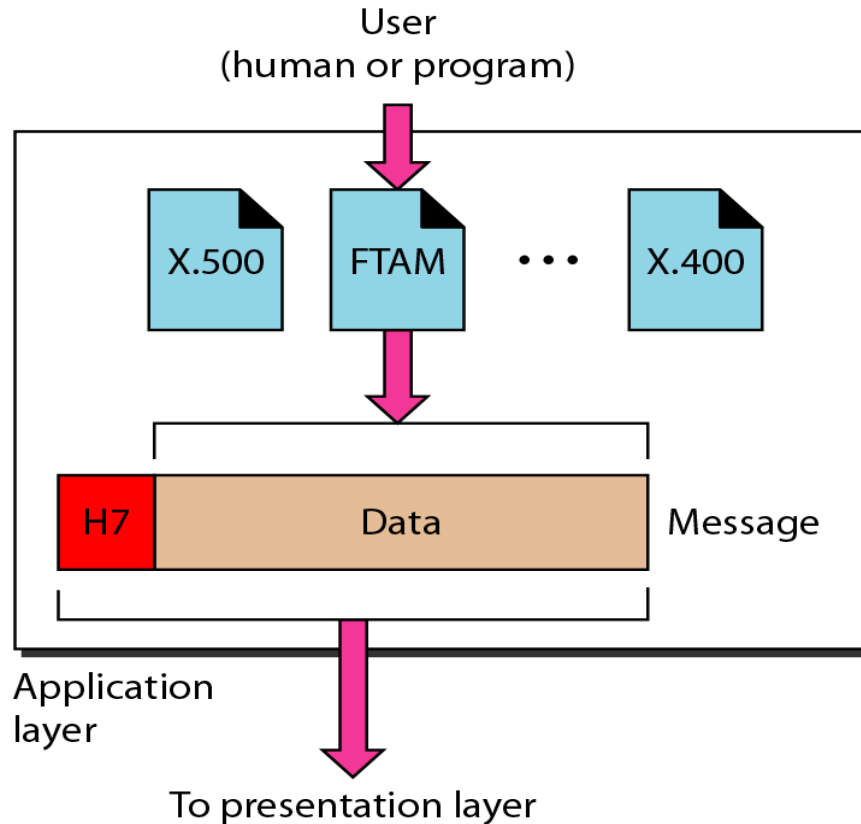 User
(human or program)
X.500
FTAM
...
X.400
H7
Data
Message
Application
layer
To presentation layer